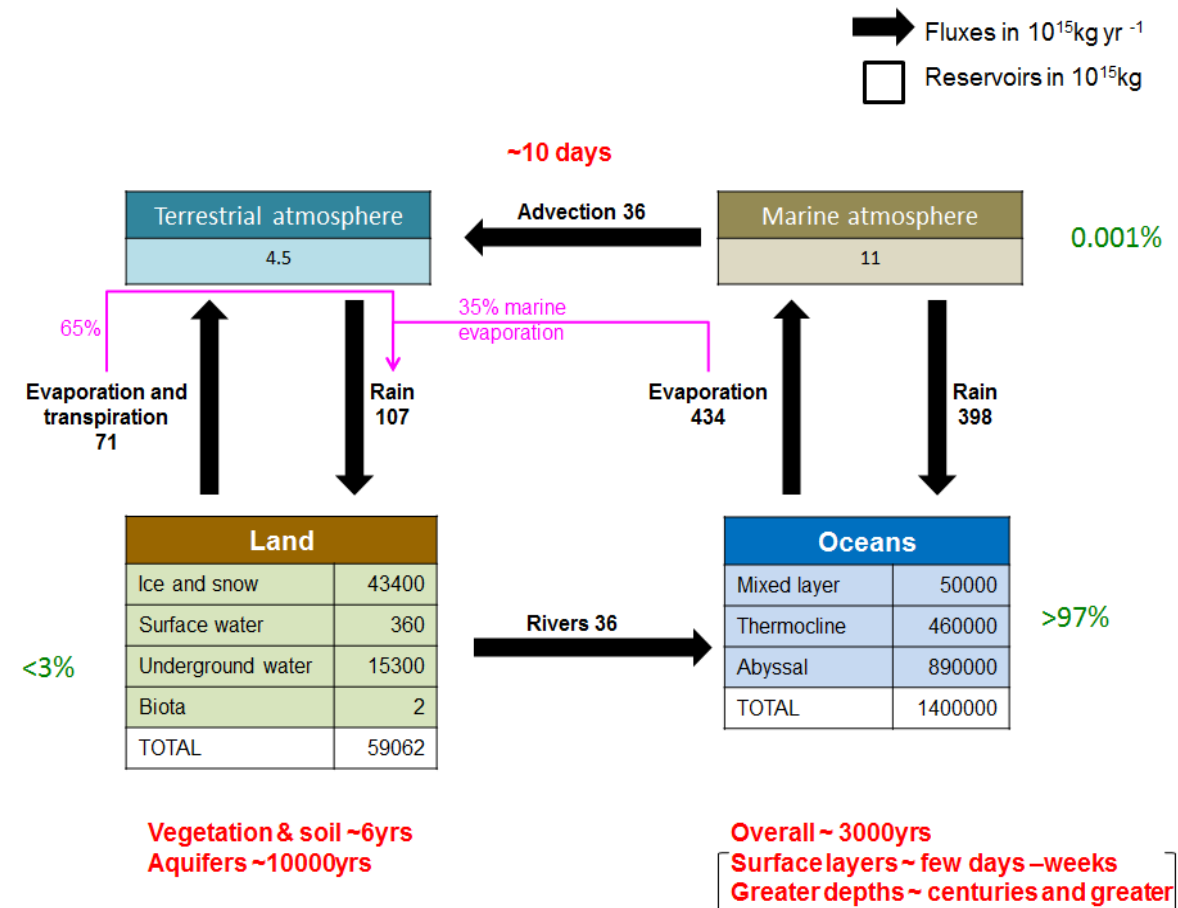 Fluxes in 10¹⁵kg yr ⁻¹
Reservoirs in 10¹⁵kg
~10 days
Terrestrial atmosphere
4.5
Advection 36
Marine atmosphere
11
0.001%
65%
35% marine
evaporation
Evaporation and
transpiration
71
Rain
107
Evaporation
434
Rain
398
Land
Ice and snow 43400
Surface water 360
Underground water 15300
Biota 2
TOTAL 59062
<3%
Rivers 36
Oceans
Mixed layer 50000
Thermocline 460000
Abyssal 890000
TOTAL 1400000
>97%
Vegetation & soil ~6yrs
Aquifers ~10000yrs
Overall ~ 3000yrs
Surface layers ~ few days –weeks
Greater depths ~ centuries and greater